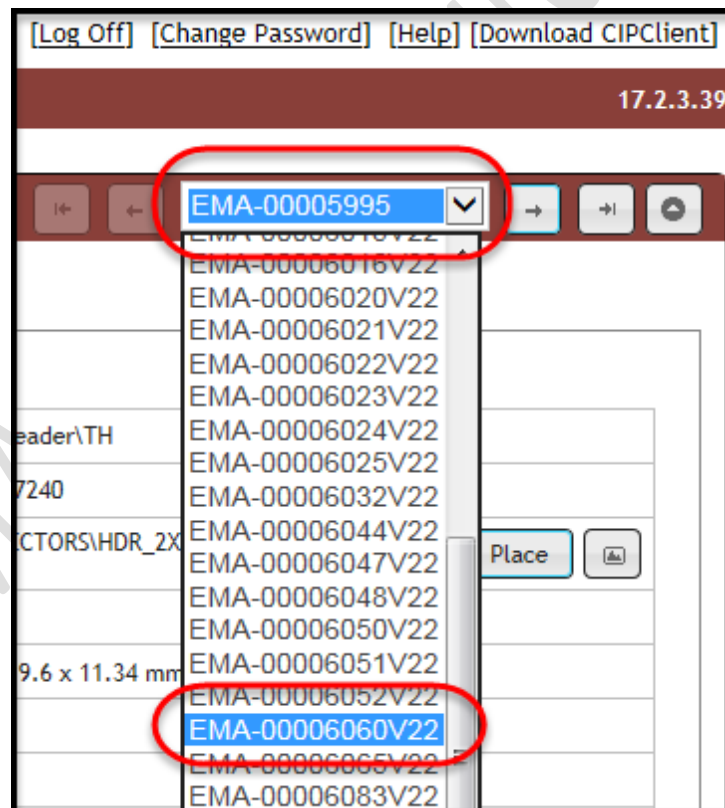 [Log Off] [Change Password] [Help] [Download CIPClient]
17.2.3.39
EMA-00005995
EMA-00006016V22
EMA-00006020V22
EMA-00006021V22
EMA-00006022V22
EMA-00006023V22
eader\TH
EMA-00006024V22
EMA-00006025V22
7240
EMA-00006032V22
CTORS\HDR_2X
EMA-00006044V22
Place
EMA-00006047V22
EMA-00006048V22
EMA-00006050V22
9.6 x 11.34 mm
EMA-00006051V22
EMA-00006052V22
EMA-00006060V22
EMA-00006065V22
EMA-00006083V22